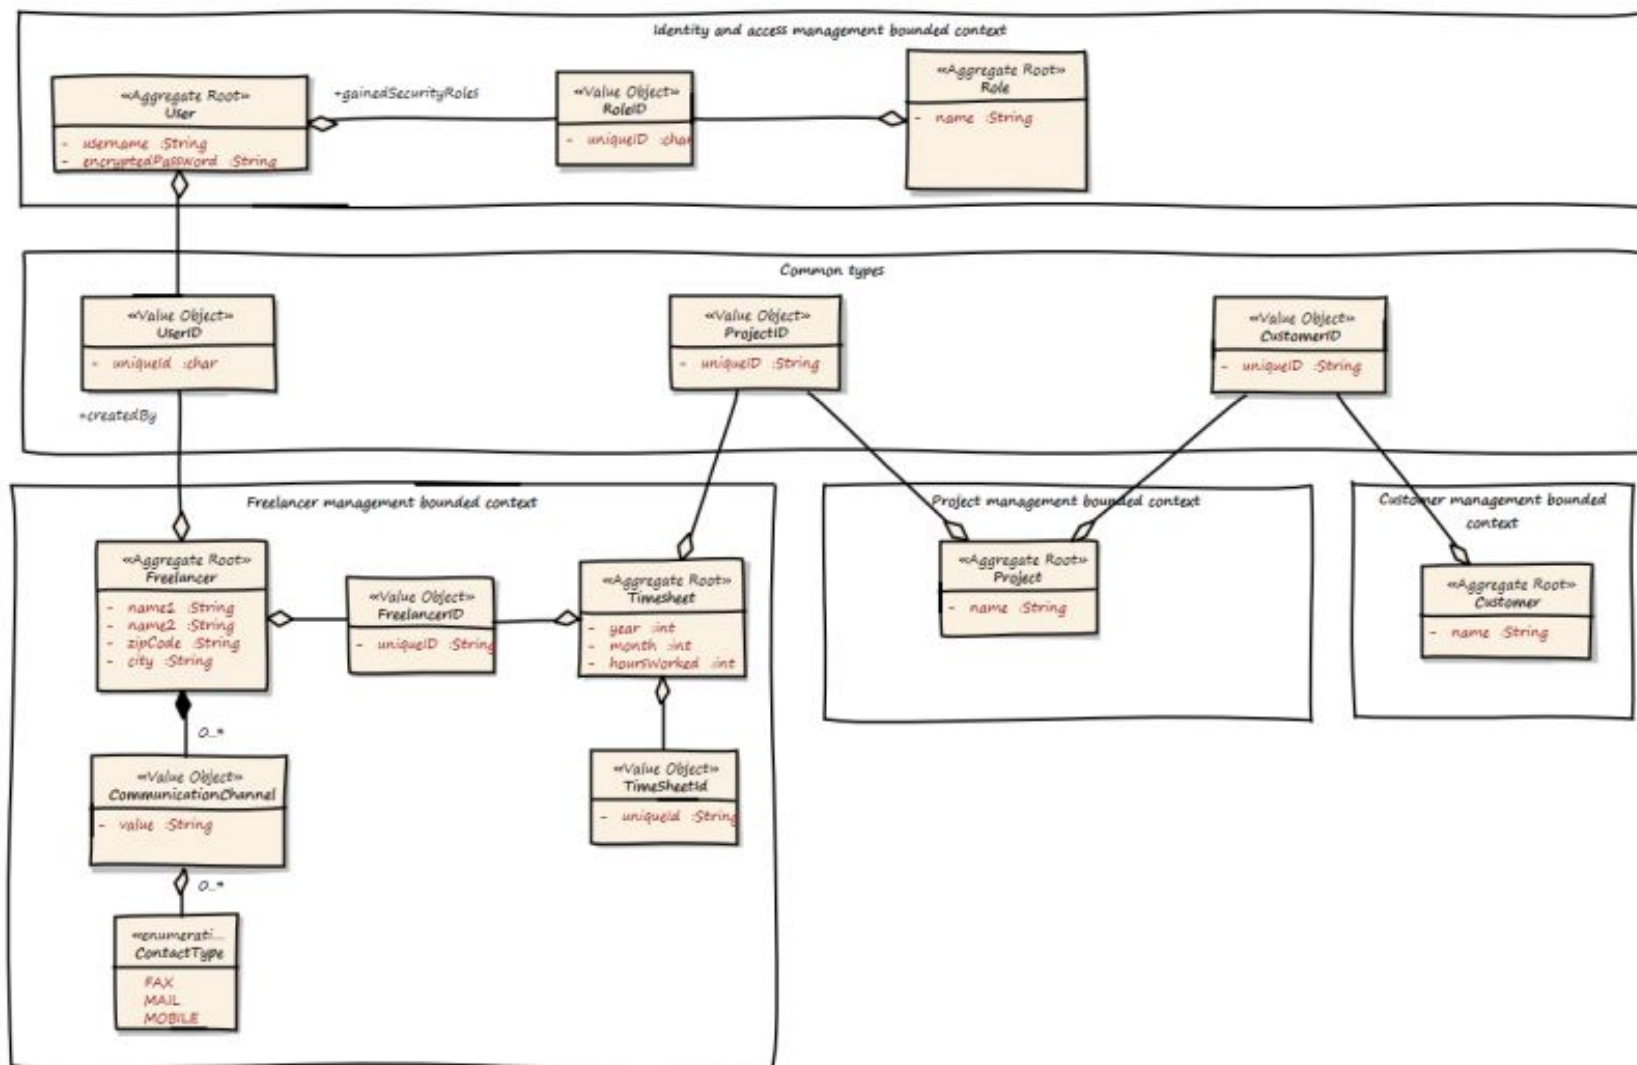 Identity and access management bounded context
«Aggregate Root»
User
- username :String
- encryptedPassword :String
+gainedSecurityRoles
«Value Object»
RoleID
- uniqueID :char
«Aggregate Root»
Role
- name :String
Common types
«Value Object»
UserID
- uniqueId :char
+createdBy
«Value Object»
ProjectID
- uniqueID :String
«Value Object»
CustomerID
- uniqueID :String
Freelancer management bounded context
«Aggregate Root»
Freelancer
- name1 :String
- name2 :String
- zipCode :String
- city :String
«Value Object»
FreelancerID
- uniqueID :String
«Aggregate Root»
Timesheet
- year :int
- month :int
- hoursWorked :int
0..*
«Value Object»
CommunicationChannel
- value :String
0..*
«enumerati...
ContactType
FAX
MAIL
MOBILE
«Value Object»
TimeSheetId
- uniqueId :String
Project management bounded context
«Aggregate Root»
Project
- name :String
Customer management bounded
context
«Aggregate Root»
Customer
- name :String